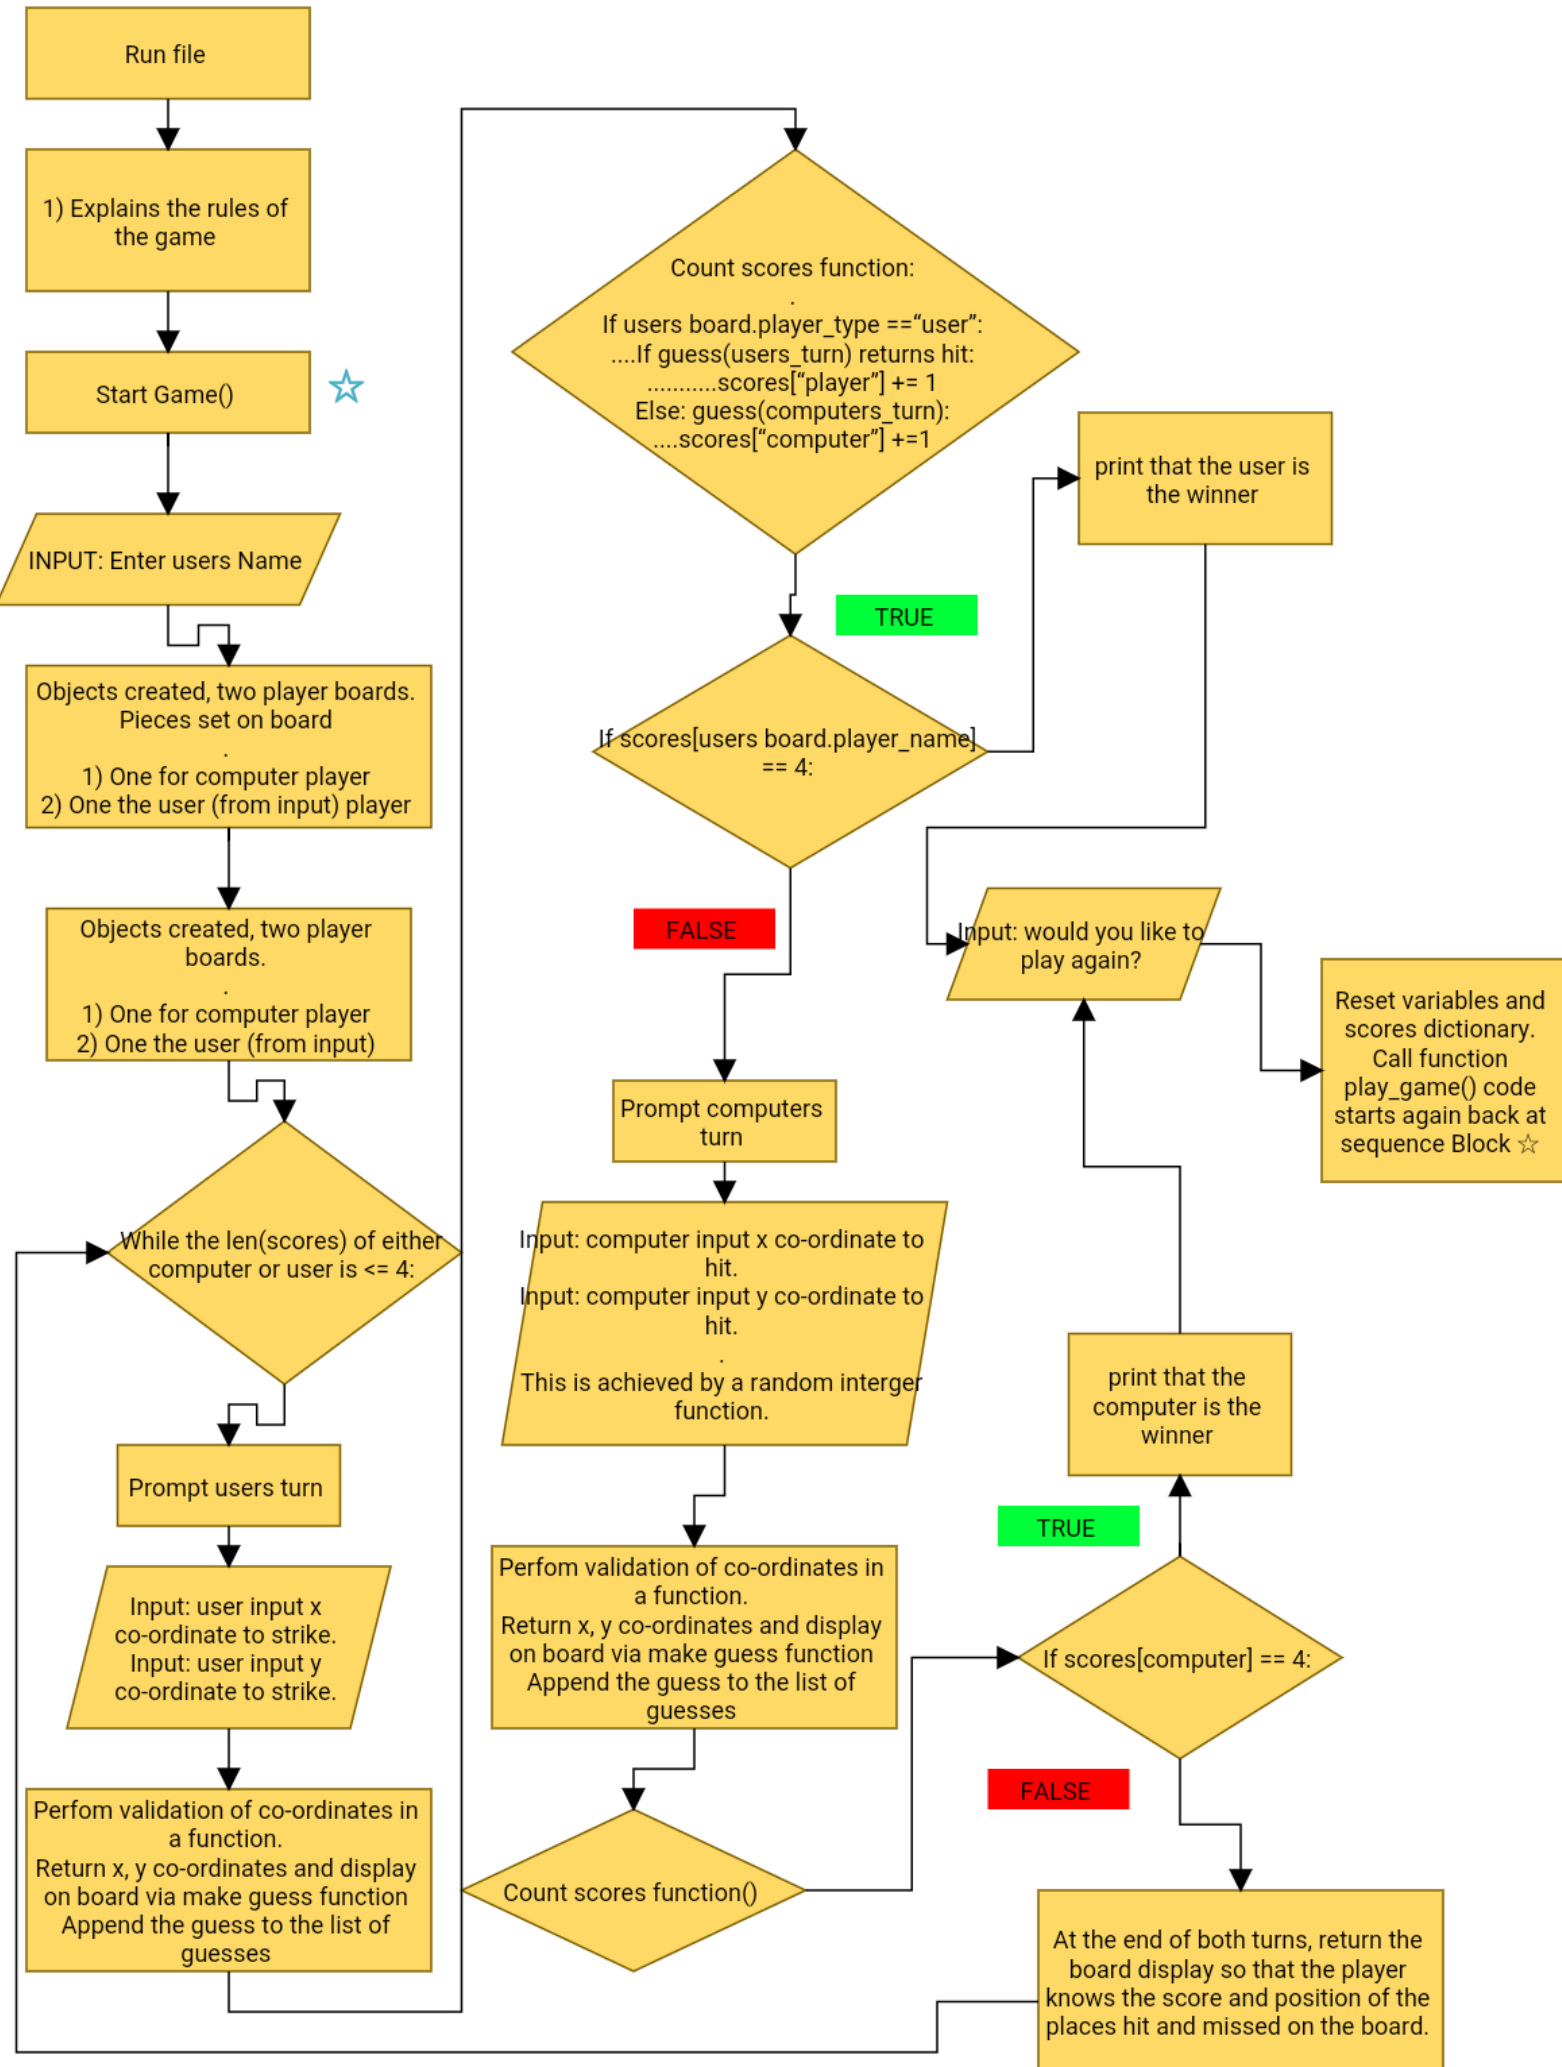 Run file
1) Explains the rules of
the game
Start Game()
INPUT: Enter users Name
Objects created, two player boards.
Pieces set on board
.
1) One for computer player
2) One the user (from input) player
Objects created, two player
boards.
.
1) One for computer player
2) One the user (from input)
While the len(scores) of either
computer or user is <= 4:
Prompt users turn
Input: user input x
co-ordinate to strike.
Input: user input y
co-ordinate to strike.
Perfom validation of co-ordinates in
a function.
Return x, y co-ordinates and display
on board via make guess function
Append the guess to the list of
guesses
Count scores function:
.
If users board.player_type ==“user”:
....If guess(users_turn) returns hit:
...........scores[“player”] += 1
Else: guess(computers_turn):
....scores[“computer”] +=1
TRUE
If scores[users board.player_name]
== 4:
print that the user is
the winner
FALSE
Prompt computers
turn
Input: computer input x co-ordinate to
hit.
Input: computer input y co-ordinate to
hit.
.
This is achieved by a random interger
function.
Perfom validation of co-ordinates in
a function.
Return x, y co-ordinates and display
on board via make guess function
Append the guess to the list of
guesses
Count scores function()
If scores[computer] == 4:
TRUE
print that the
computer is the
winner
Input: would you like to
play again?
Reset variables and
scores dictionary.
Call function
play_game() code
starts again back at
sequence Block ☆
FALSE
At the end of both turns, return the
board display so that the player
knows the score and position of the
places hit and missed on the board.